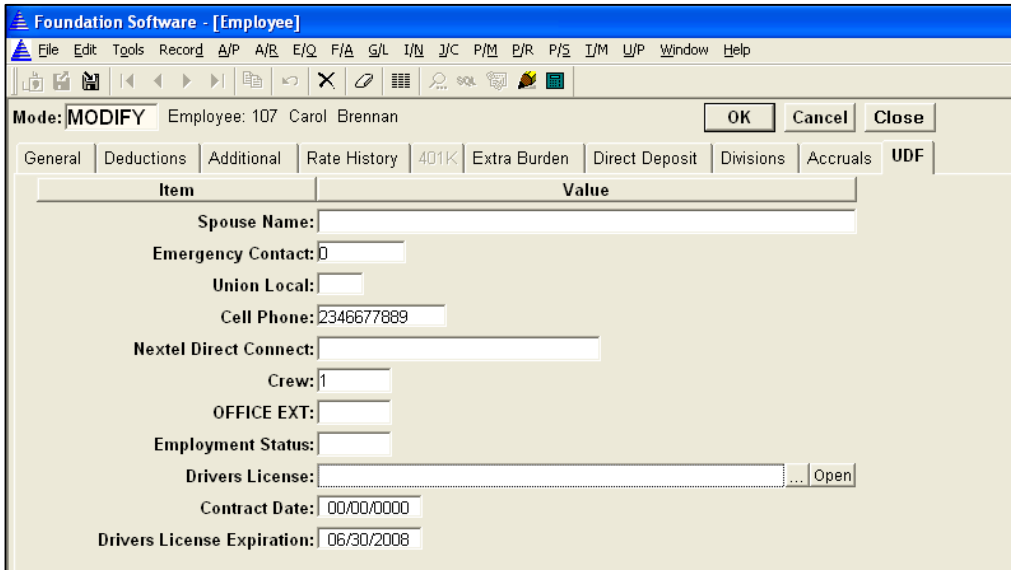 Foundation Software - [Employee]
File Edit Tools Record A/P A/R E/Q F/A G/L I/N J/C P/M P/R P/S T/M U/P Window Help
SQL
Mode: MODIFY Employee: 107 Carol Brennan OK Cancel Close
General Deductions Additional Rate History 401K Extra Burden Direct Deposit Divisions Accruals UDF
Item Value
Spouse Name:
Emergency Contact: 0
Union Local:
Cell Phone: 2346677889
Nextel Direct Connect:
Crew: 1
OFFICE EXT:
Employment Status:
Drivers License: ... Open
Contract Date: 00/00/0000
Drivers License Expiration: 06/30/2008